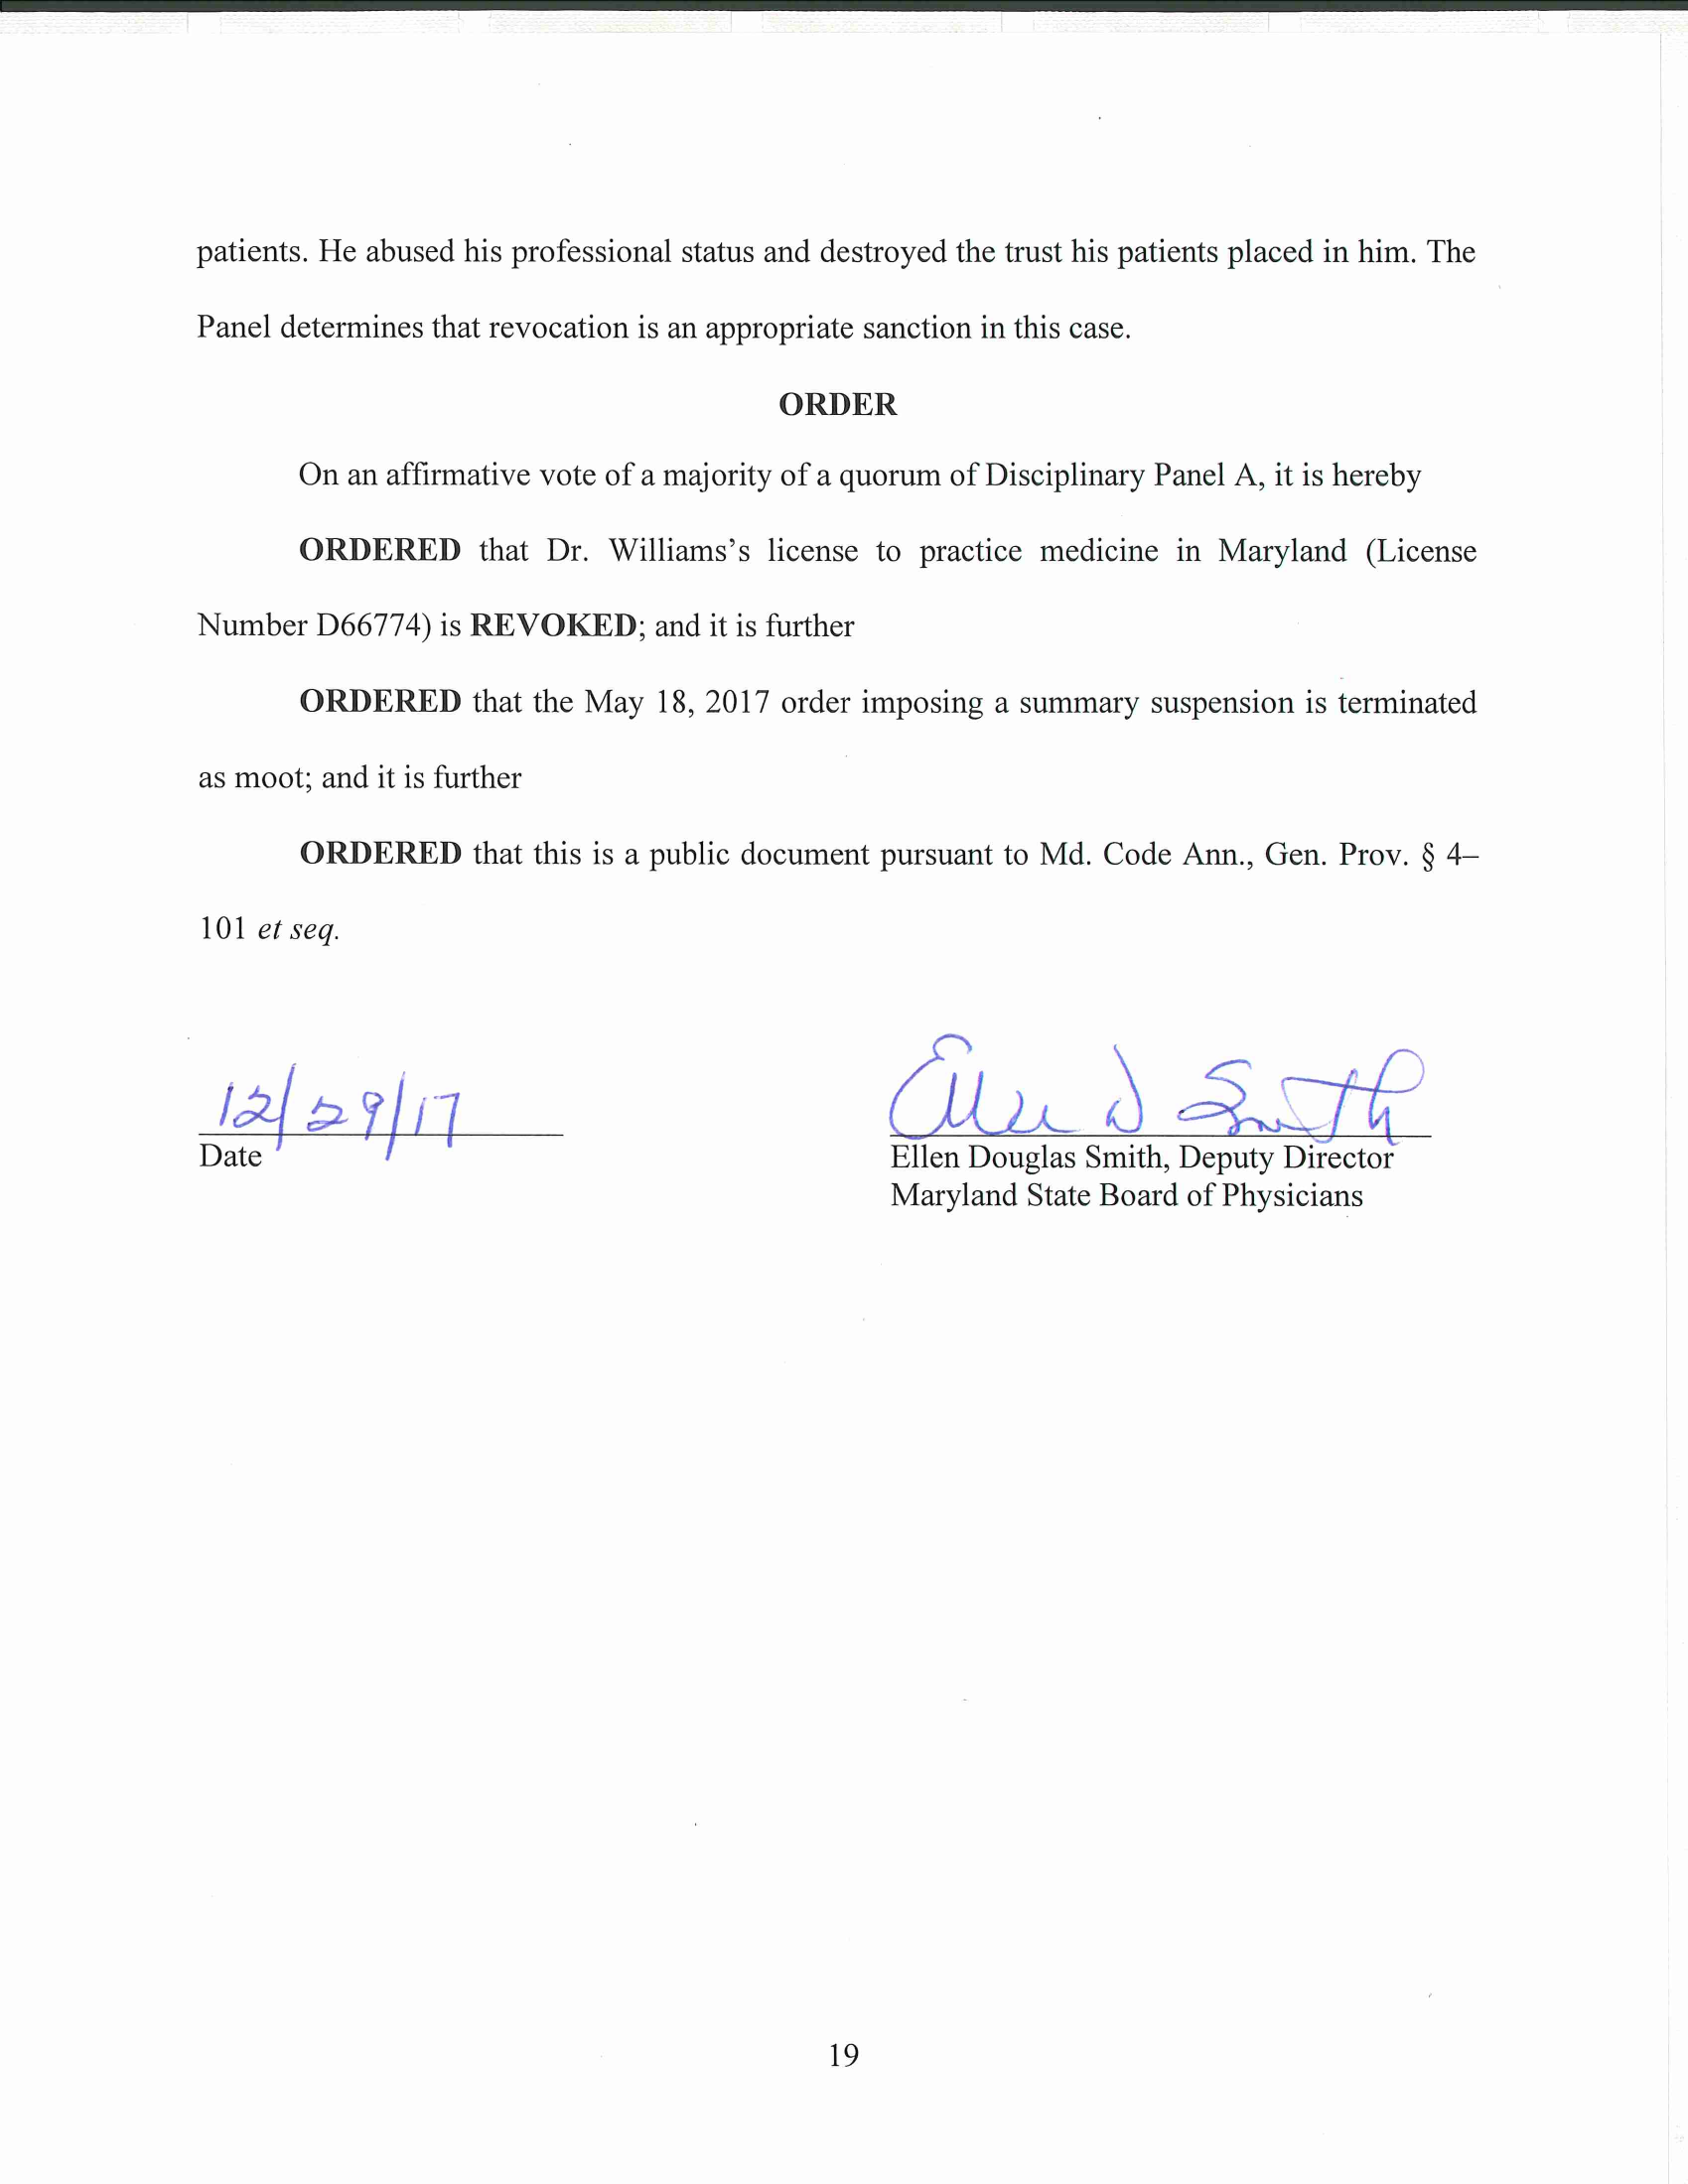 patients. He abused his professional status and destroyed the trust his patients placed in him. The
Panel determines that revocation is an appropriate sanction in this case.
ORDER
On an affirmative vote of a majority of a quorum of Disciplinary Panel A, it is hereby
ORDERED that Dr. Williams’s license to practice medicine in Maryland (License
Number D66774) is REVOKED; and it is further
ORDERED that the May 18, 2017 order imposing a summary suspension is terminated
as moot; and it is further
ORDERED that this is a public document pursuant to Md. Code Ann., Gen. Prov. § 4–
101 et seq.
12/29/17 Ellen D Smith
Date Ellen Douglas Smith, Deputy Director
Maryland State Board of Physicians
19